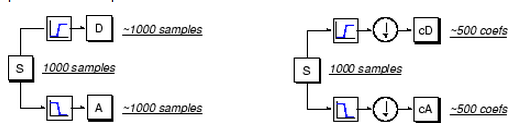 D ~1000 samples
S 1000 samples
A ~1000 samples
cD ~500 coefs
S 1000 samples
cA ~500 coefs